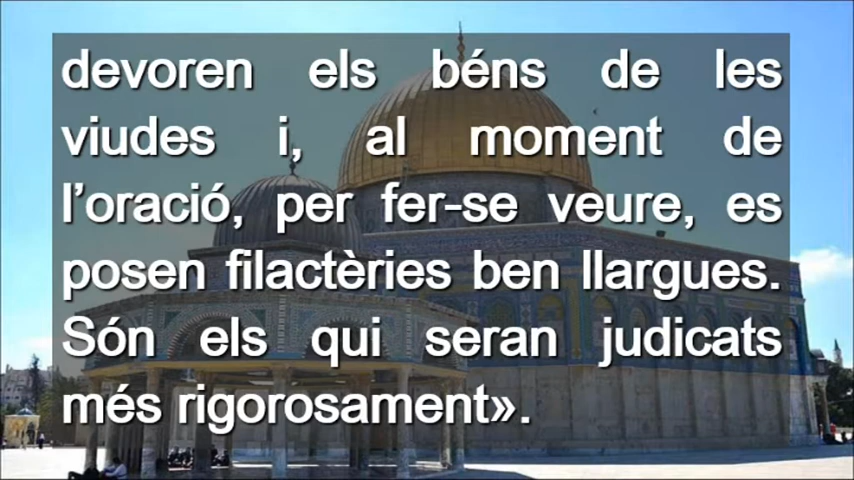 devoren els béns de les
viudes i, al moment de
l’oració, per fer-se veure, es
posen filactèries ben llargues.
Són els qui seran judicats
més rigorosament».